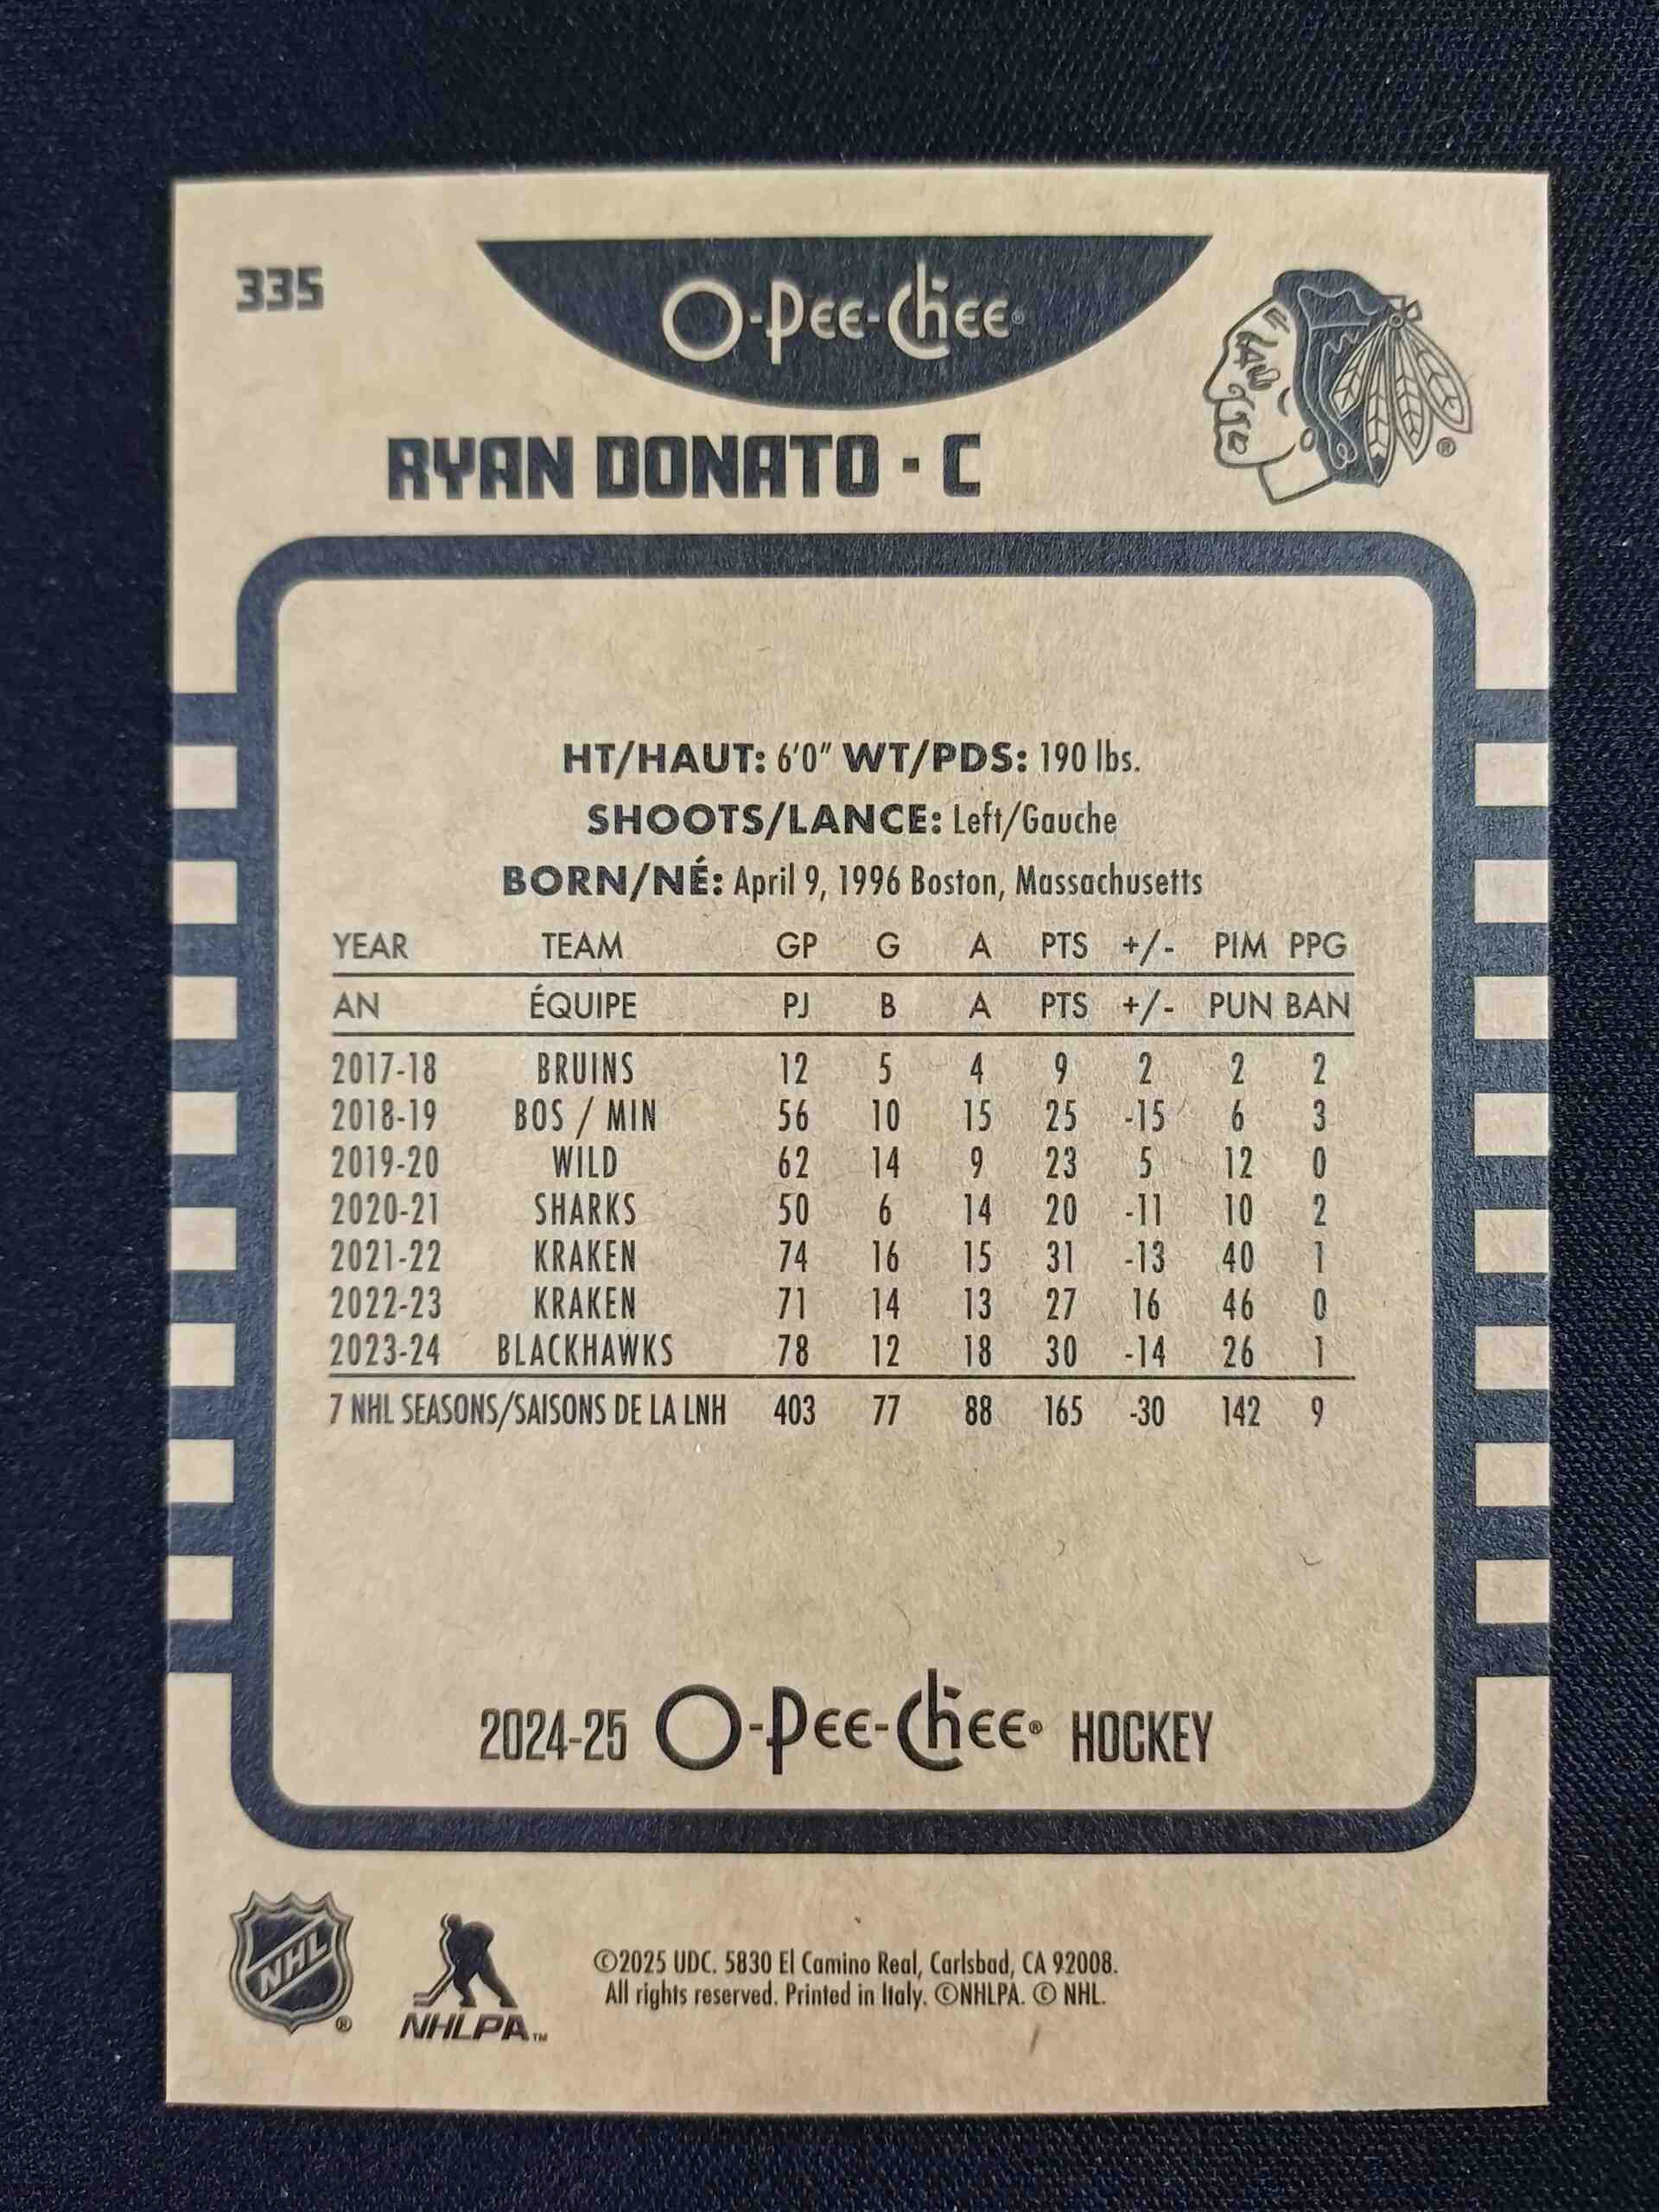 335
O-Pee-Chee®
RYAN DONATO - C
®
HT/HAUT: 6'0" WT/PDS: 190 lbs.
SHOOTS/LANCE: Left/Gauche
BORN/NÉ: April 9, 1996 Boston, Massachusetts
YEAR TEAM GP G A PTS +/- PIM PPG
AN ÉQUIPE PJ B A PTS +/- PUN BAN
2017-18 BRUINS 12 5 4 9 2 2 2
2018-19 BOS / MIN 56 10 15 25 -15 6 3
2019-20 WILD 62 14 9 23 5 12 0
2020-21 SHARKS 50 6 14 20 -11 10 2
2021-22 KRAKEN 74 16 15 31 -13 40 1
2022-23 KRAKEN 71 14 13 27 16 46 0
2023-24 BLACKHAWKS 78 12 18 30 -14 26 1
7 NHL SEASONS/SAISONS DE LA LNH 403 77 88 165 -30 142 9
2024-25 O-Pee-Chee® HOCKEY
NHL®
NHLPA™
©2025 UDC. 5830 El Camino Real, Carlsbad, CA 92008.
All rights reserved. Printed in Italy. ©NHLPA. © NHL.